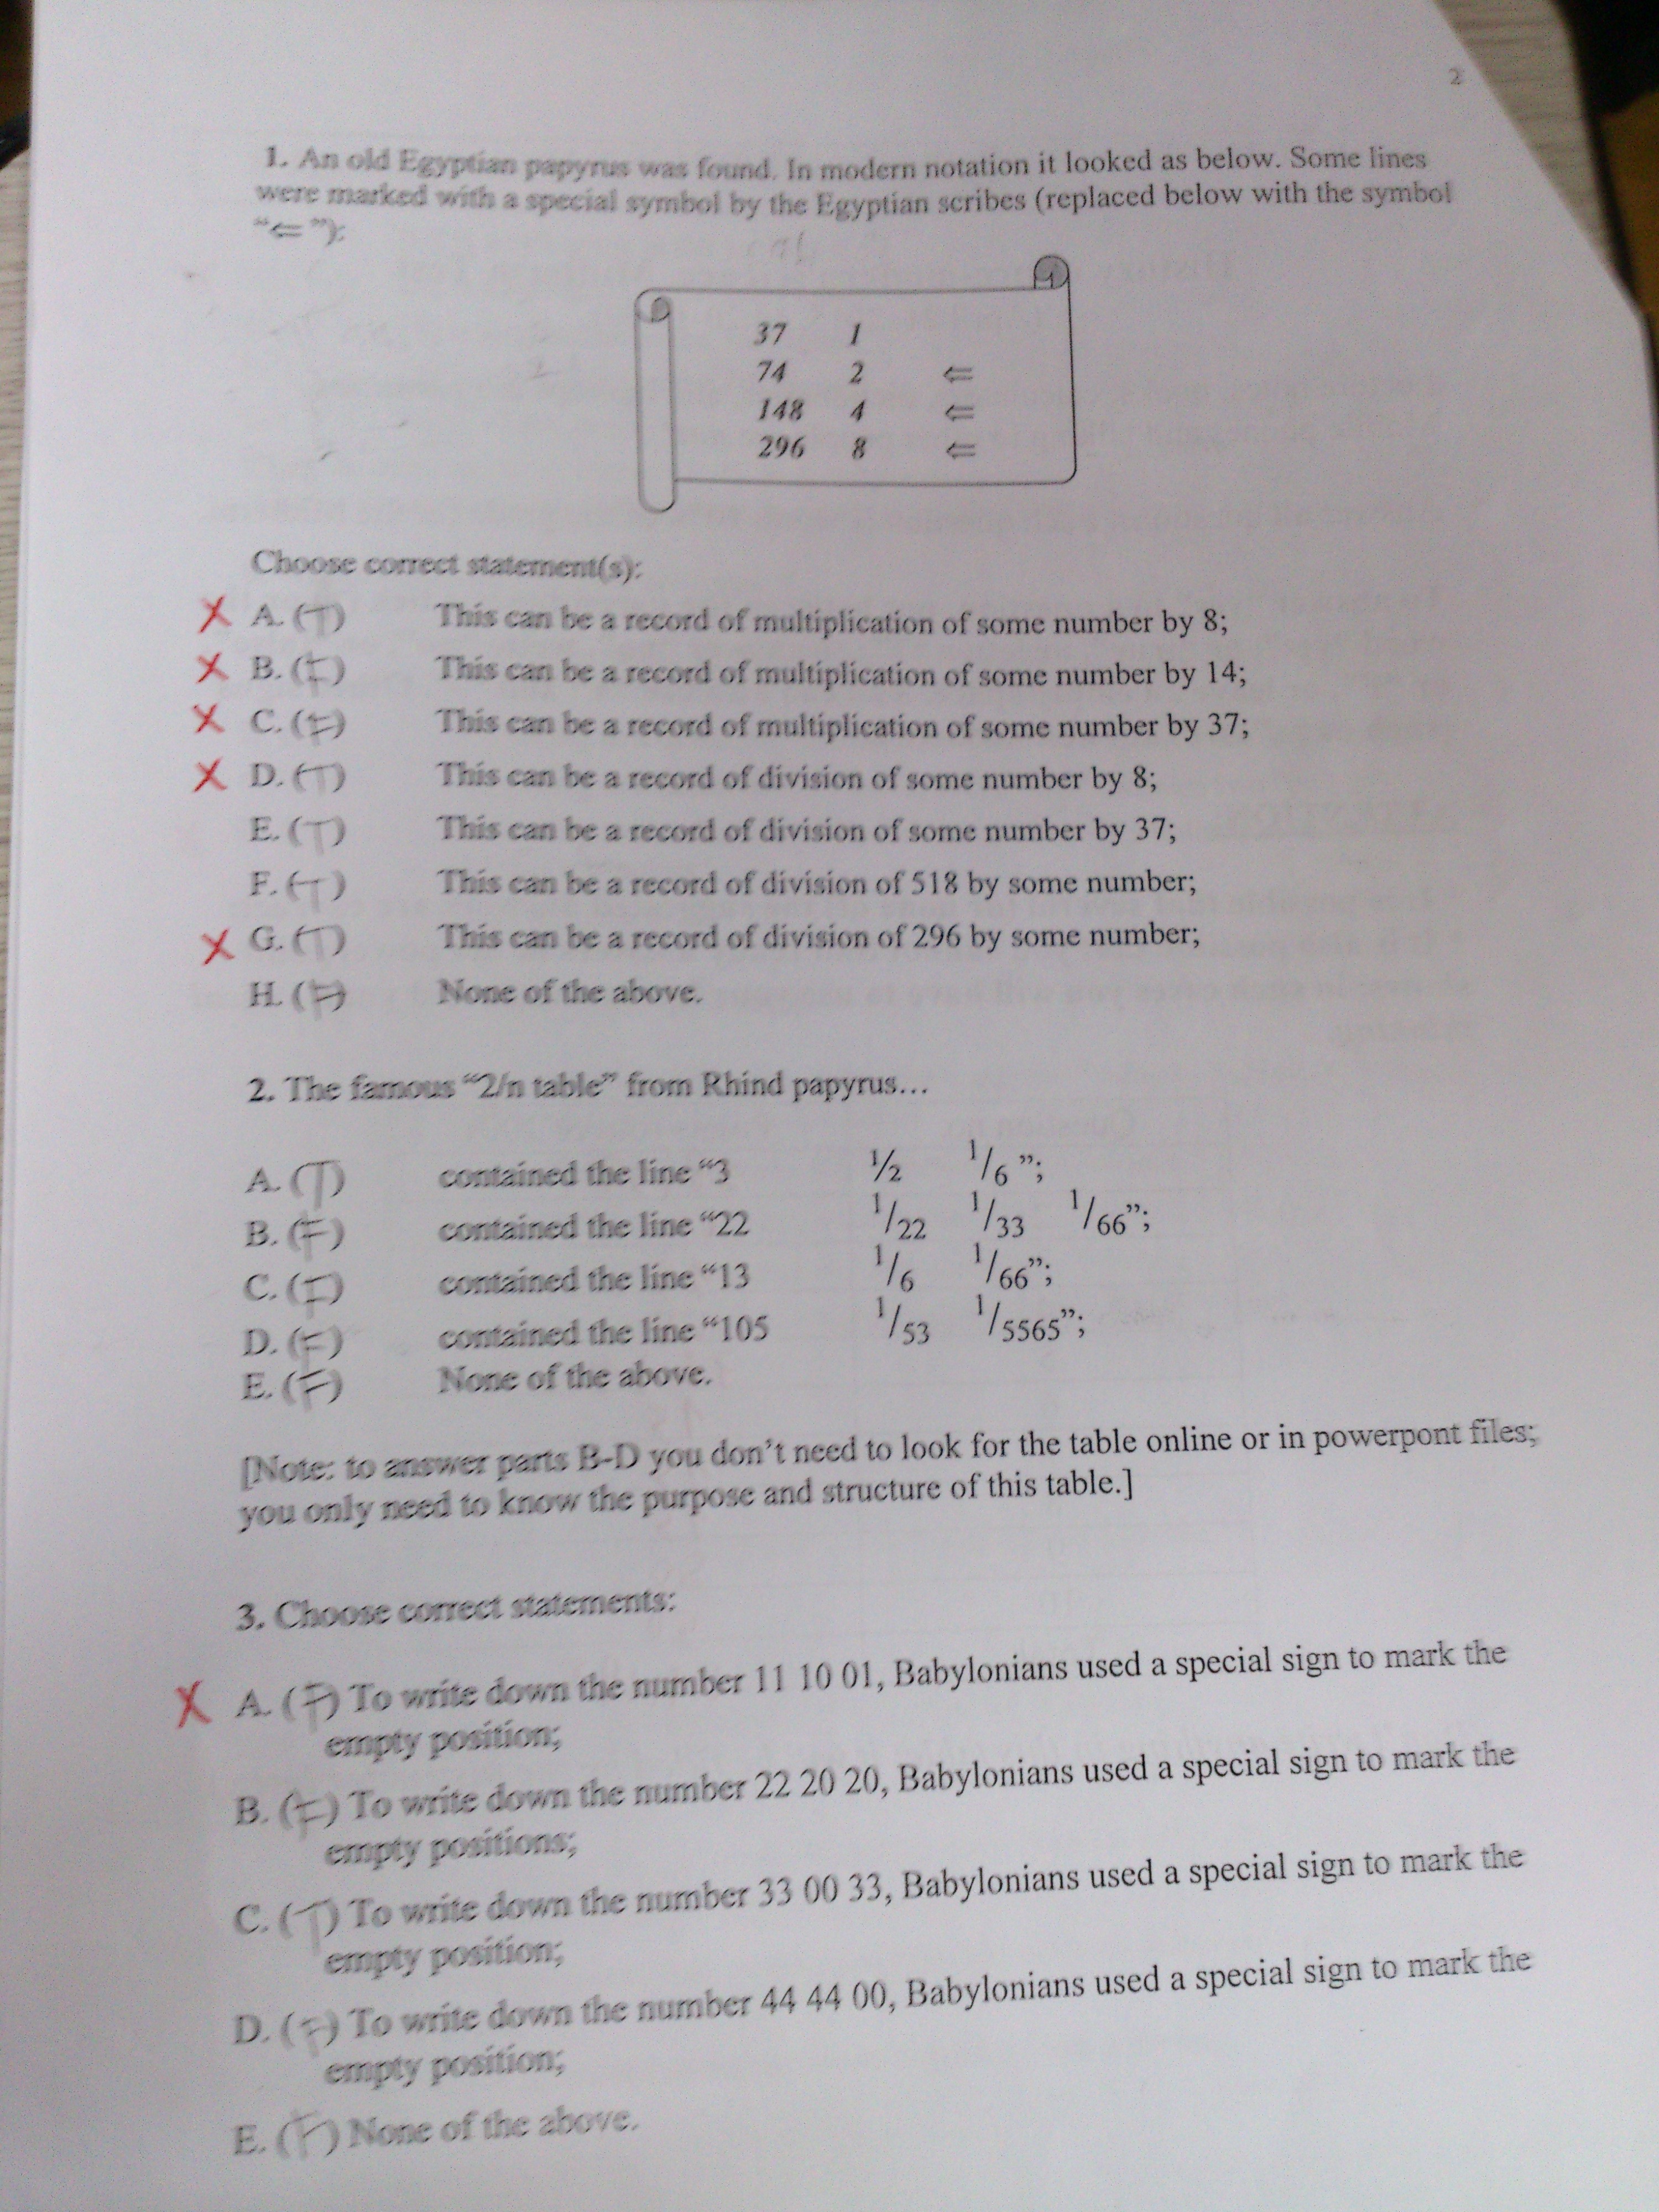 2
1. An old Egyptian papyrus was found. In modern notation it looked as below. Some lines
were marked with a special symbol by the Egyptian scribes (replaced below with the symbol
“⇐”):
37 1
74 2 ⇐
148 4 ⇐
296 8 ⇐
Choose correct statement(s):
X A. (T) This can be a record of multiplication of some number by 8;
X B. (F) This can be a record of multiplication of some number by 14;
X C. (F) This can be a record of multiplication of some number by 37;
X D. (T) This can be a record of division of some number by 8;
E. (T) This can be a record of division of some number by 37;
F. (T) This can be a record of division of 518 by some number;
X G. (T) This can be a record of division of 296 by some number;
H. (F) None of the above.
2. The famous “2/n table” from Rhind papyrus...
A. (T) contained the line “3 1/2 1/6”;
B. (F) contained the line “22 1/22 1/33 1/66”;
C. (F) contained the line “13 1/6 1/66”;
D. (F) contained the line “105 1/53 1/5565”;
E. (F) None of the above.
[Note: to answer parts B-D you don’t need to look for the table online or in powerpont files;
you only need to know the purpose and structure of this table.]
3. Choose correct statements:
X A. (F) To write down the number 11 10 01, Babylonians used a special sign to mark the
empty position;
B. (F) To write down the number 22 20 20, Babylonians used a special sign to mark the
empty positions;
C. (T) To write down the number 33 00 33, Babylonians used a special sign to mark the
empty position;
D. (F) To write down the number 44 44 00, Babylonians used a special sign to mark the
empty position;
E. (F) None of the above.